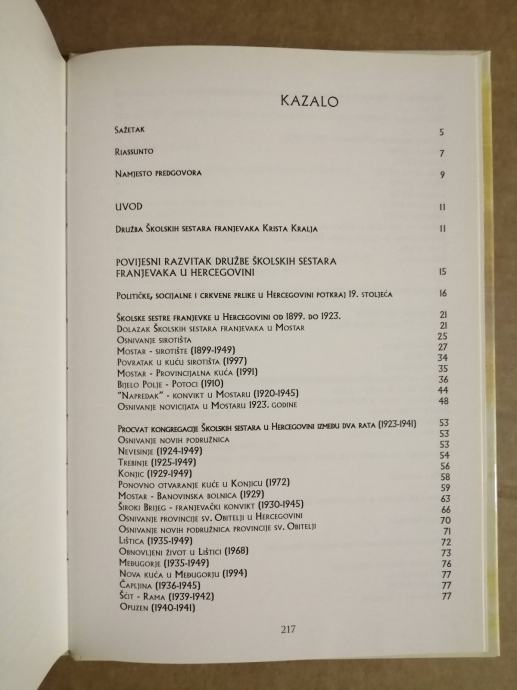 KAZALO
Sažetak 5
Riassunto 7
Namjesto predgovora 9
UVOD 11
Družba Školskih sestara franjevaka Krista Kralja 11
POVIJESNI RAZVITAK DRUŽBE ŠKOLSKIH SESTARA
FRANJEVAKA U HERCEGOVINI 15
Političke, socijalne i crkvene prlike u Hercegovini potkraj 19. stoljeća 16
Školske sestre franjevke u Hercegovini od 1899. do 1923. 21
Dolazak Školskih sestara franjevaka u Mostar 21
Osnivanje sirotišta 25
Mostar - sirotište (1899-1949) 27
Povratak u kuću sirotišta (1997) 34
Mostar - Provincijalna kuća (1991) 35
Bijelo Polje - Potoci (1910) 36
"Napredak" - konvikt u Mostaru (1920-1945) 44
Osnivanje novicijata u Mostaru 1923. godine 48
Procvat kongregacije Školskih sestara u Hercegovini između dva rata (1923-1941) 53
Osnivanje novih podružnica 53
Nevesinje (1924-1949) 53
Trebinje (1925-1949) 54
Konjic (1929-1949) 56
Ponovno otvaranje kuće u Konjicu (1972) 58
Mostar - Banovinska bolnica (1929) 59
Široki Brijeg - franjevački konvikt (1930-1945) 63
Osnivanje provincije sv. Obitelji u Hercegovini 66
Osnivanje novih podružnica provincije sv. Obitelji 70
Lištica (1935-1949) 71
Obnovljeni život u Lištici (1968) 72
Međugorje (1935-1949) 73
Nova kuća u Međugorju (1994) 76
Čapljina (1936-1945) 77
Šćit - Rama (1939-1942) 77
Opuzen (1940-1941) 77
217